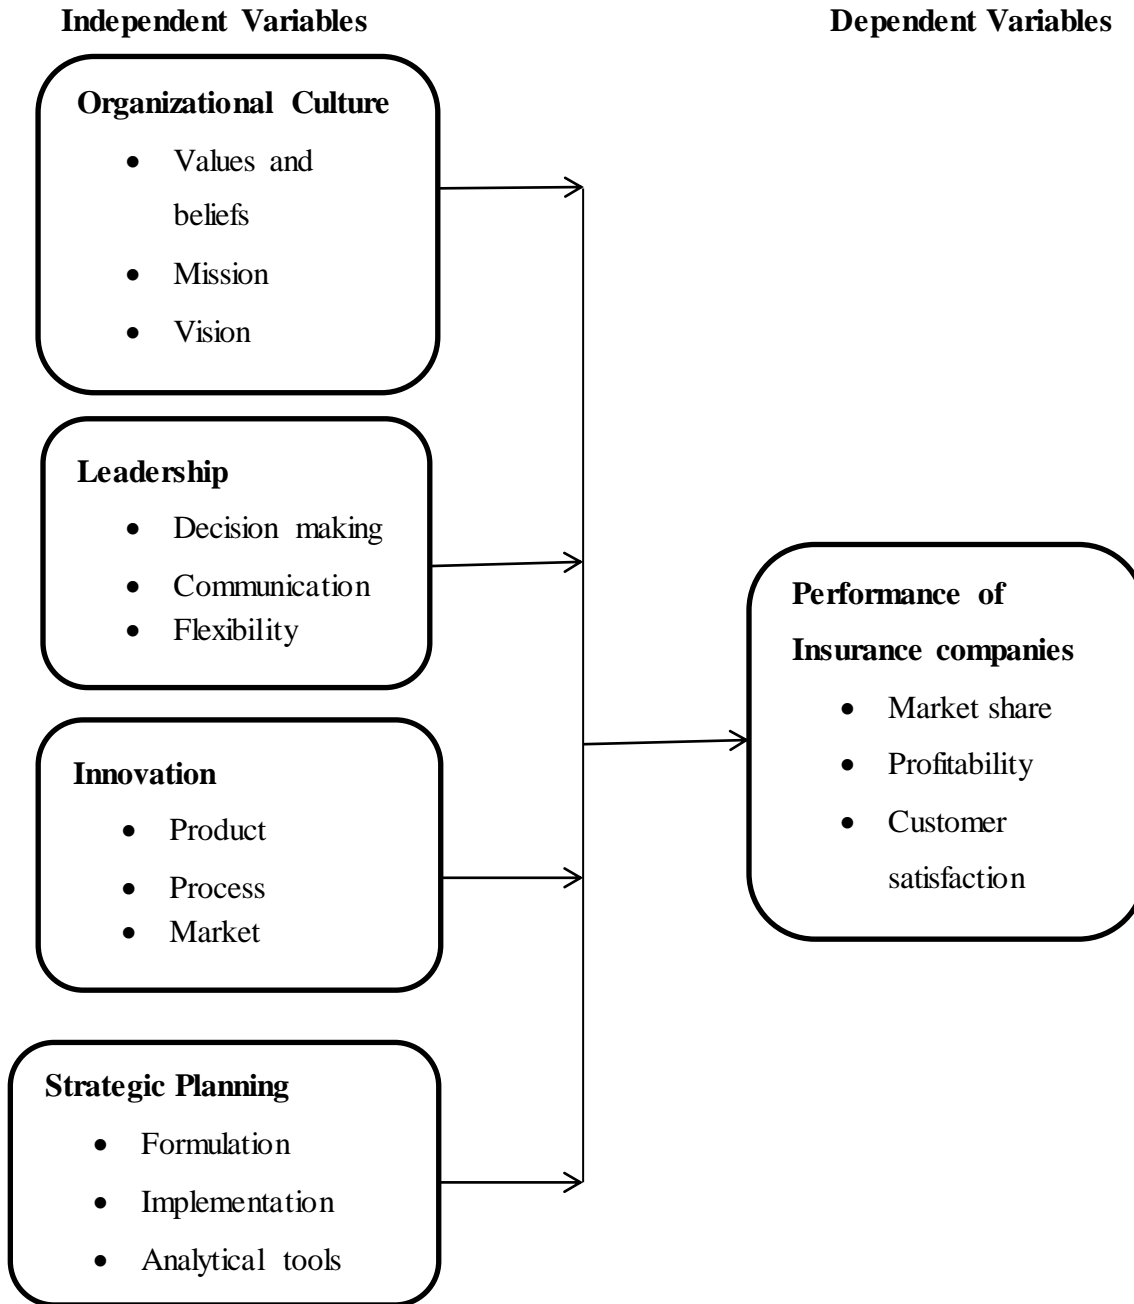 Independent Variables
Dependent Variables
Organizational Culture
• Values and
beliefs
• Mission
• Vision
Leadership
• Decision making
• Communication
• Flexibility
Innovation
• Product
• Process
• Market
Strategic Planning
• Formulation
• Implementation
• Analytical tools
Performance of
Insurance companies
• Market share
• Profitability
• Customer
satisfaction